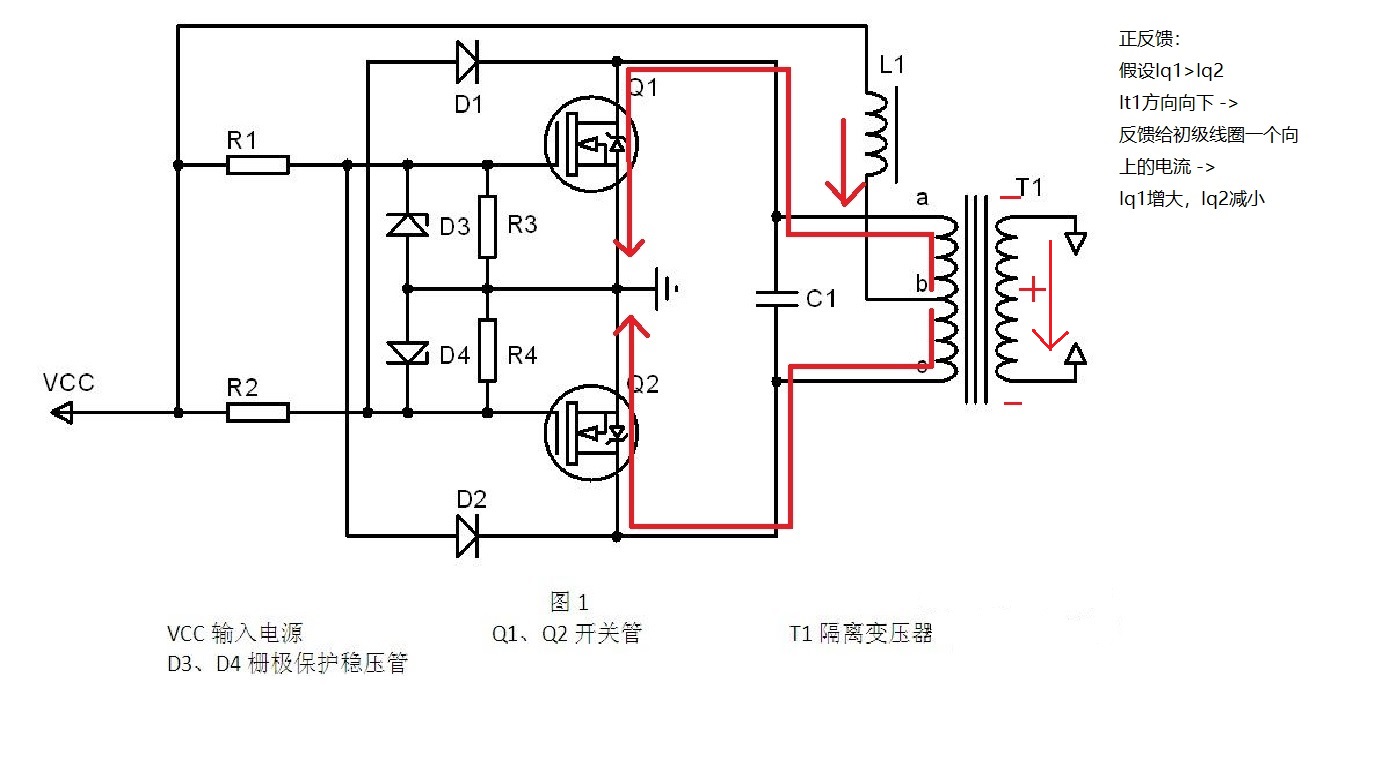 正反馈：
假设Iq1>Iq2
It1方向向下 ->
反馈给初级线圈一个向
上的电流 ->
Iq1增大，Iq2减小
L1
D1
Q1
R1
a
T1
D3
R3
b
C1
D4
R4
c
VCC
R2
Q2
D2
图 1
VCC 输入电源
Q1、Q2 开关管
T1 隔离变压器
D3、D4 栅极保护稳压管